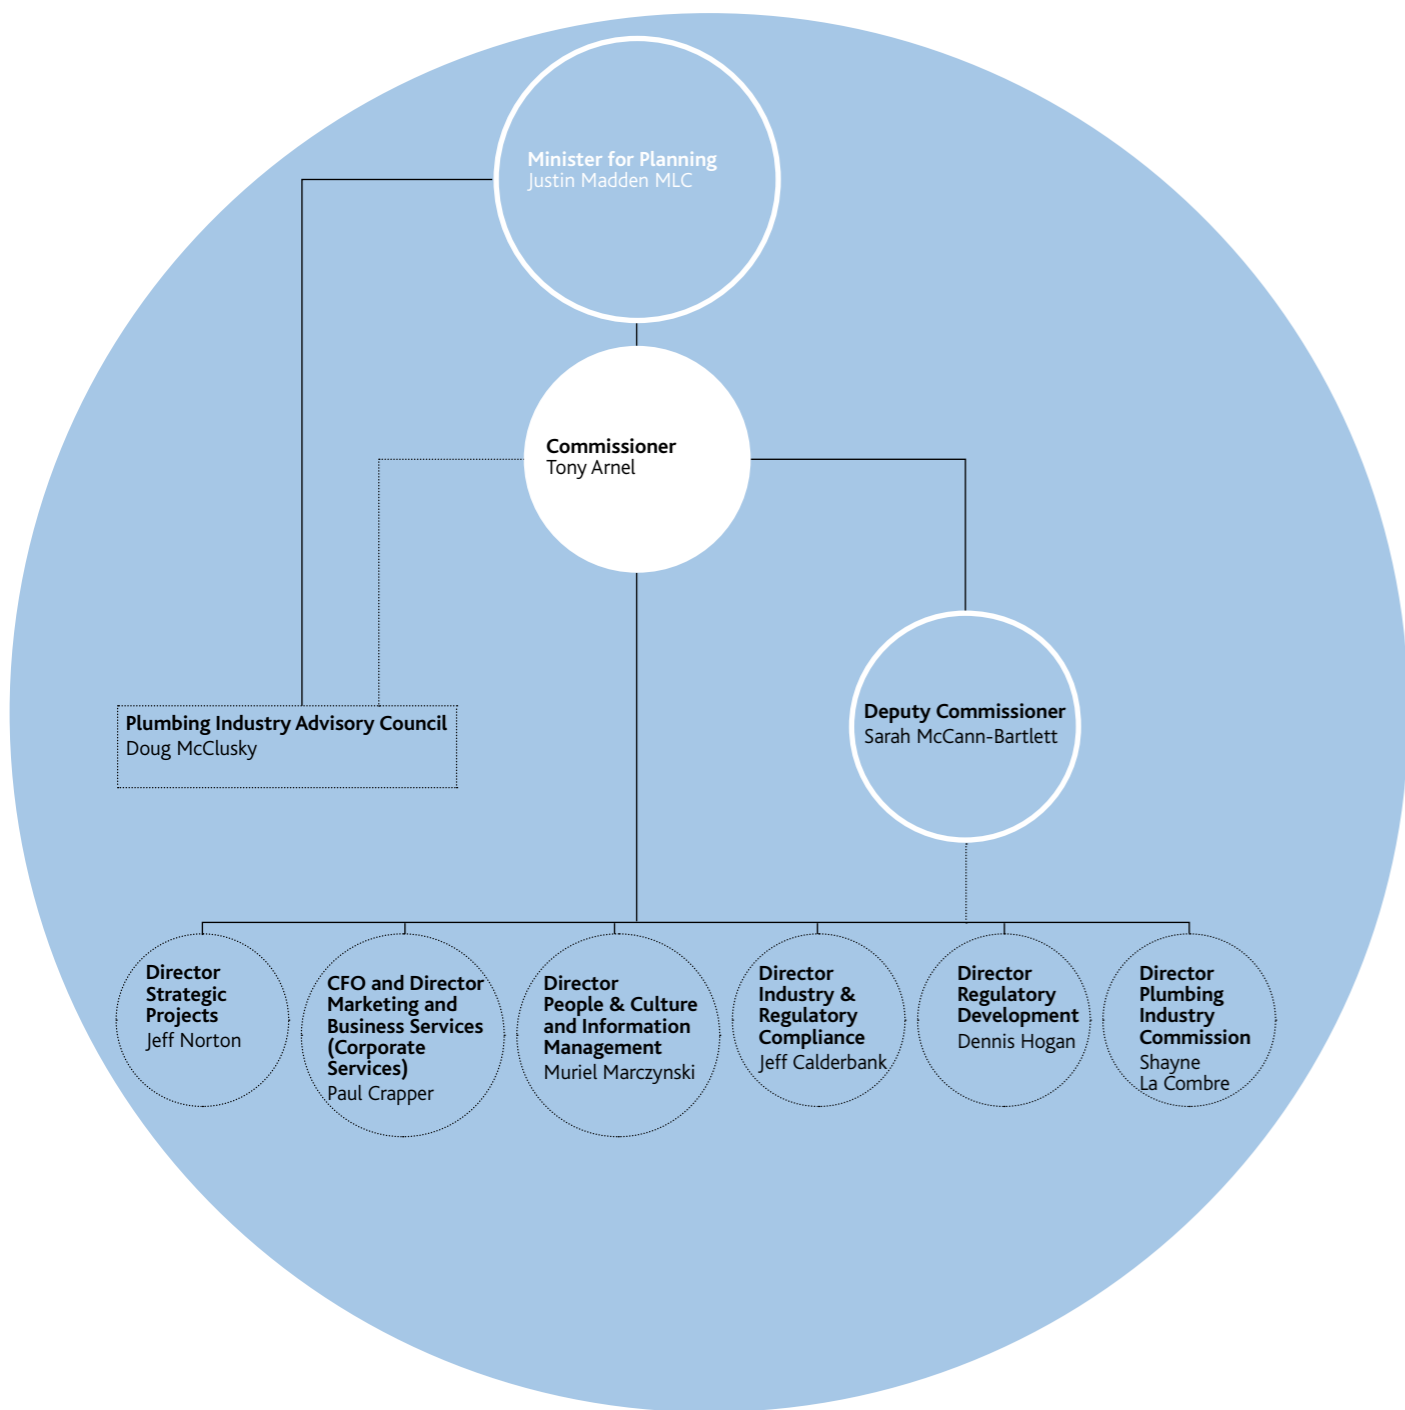 Minister for Planning
Justin Madden MLC
Commissioner
Tony Arnel
Plumbing Industry Advisory Council
Doug McClusky
Deputy Commissioner
Sarah McCann-Bartlett
Director
Strategic
Projects
Jeff Norton
CFO and Director
Marketing and
Business Services
(Corporate
Services)
Paul Crapper
Director
People & Culture
and Information
Management
Muriel Marczynski
Director
Industry &
Regulatory
Compliance
Jeff Calderbank
Director
Regulatory
Development
Dennis Hogan
Director
Plumbing
Industry
Commission
Shayne
La Combre